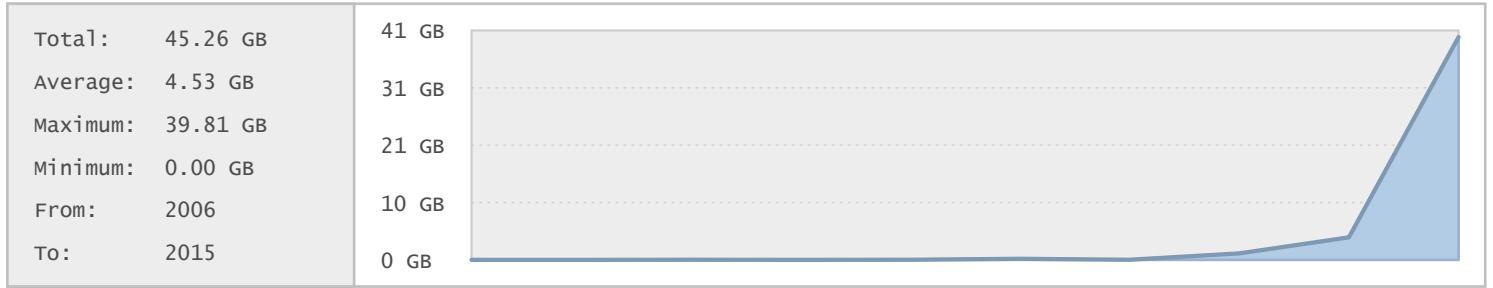 Total: 45.26 GB
Average: 4.53 GB
Maximum: 39.81 GB
Minimum: 0.00 GB
From: 2006
To: 2015
41 GB
31 GB
21 GB
10 GB
0 GB